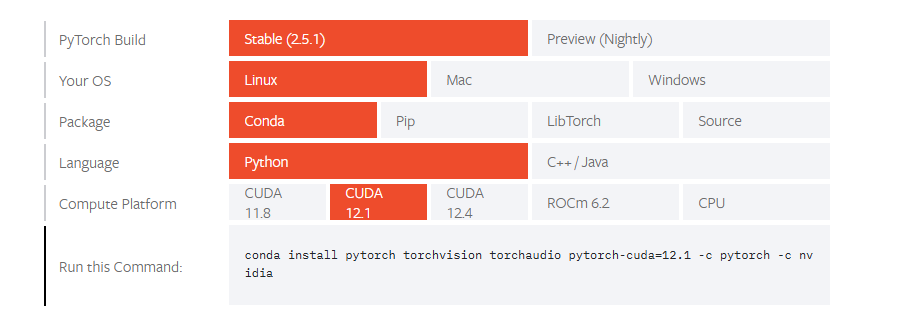 PyTorch Build
Stable (2.5.1)
Preview (Nightly)
Your OS
Linux
Mac
Windows
Package
Conda
Pip
LibTorch
Source
Language
Python
C++ / Java
Compute Platform
CUDA
11.8
CUDA
12.1
CUDA
12.4
ROCm 6.2
CPU
Run this Command:
conda install pytorch torchvision torchaudio pytorch-cuda=12.1 -c pytorch -c nv
idia